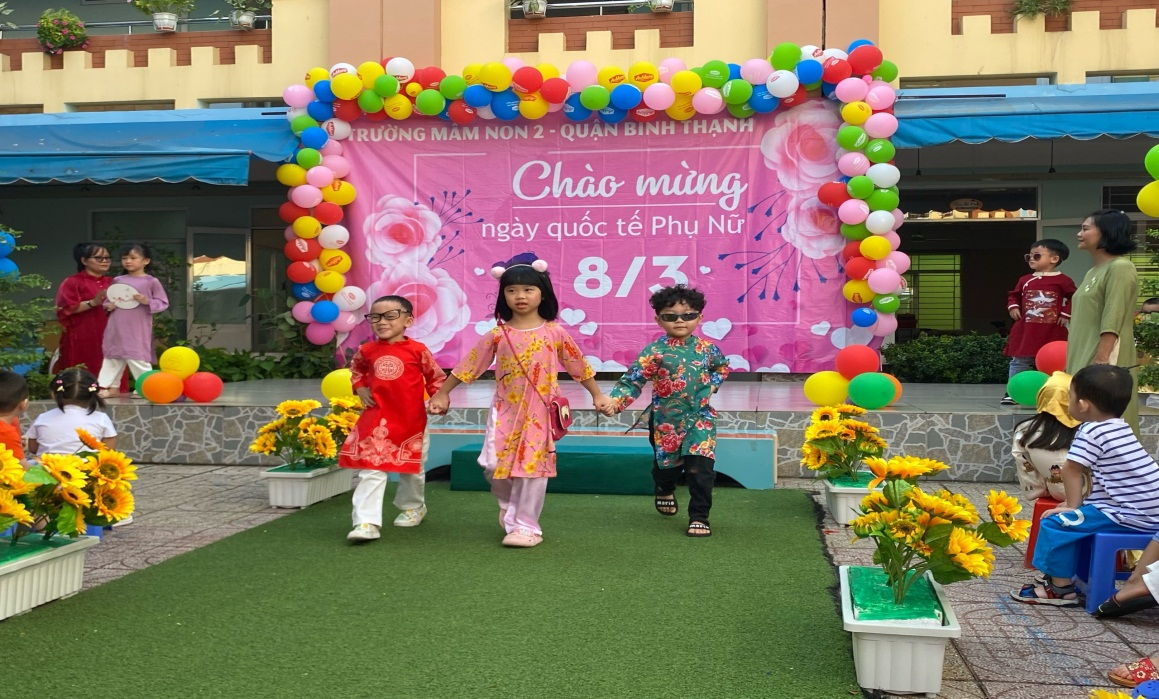 TRƯỜNG MẦM NON 2 - QUẬN BÌNH THẠNH
Chào mừng
ngày quốc tế Phụ Nữ
8/3